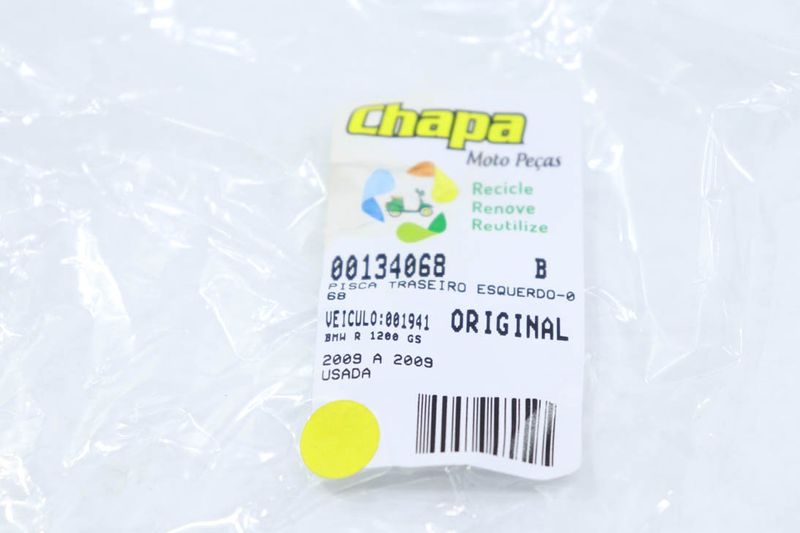 Chapa
Moto Peças
Recicle
Renove
Reutilize
00134068 B
PISCA TRASEIRO ESQUERDO-0
68
VEICULO:001941 ORIGINAL
BMW R 1200 GS
2009 A 2009
USADA